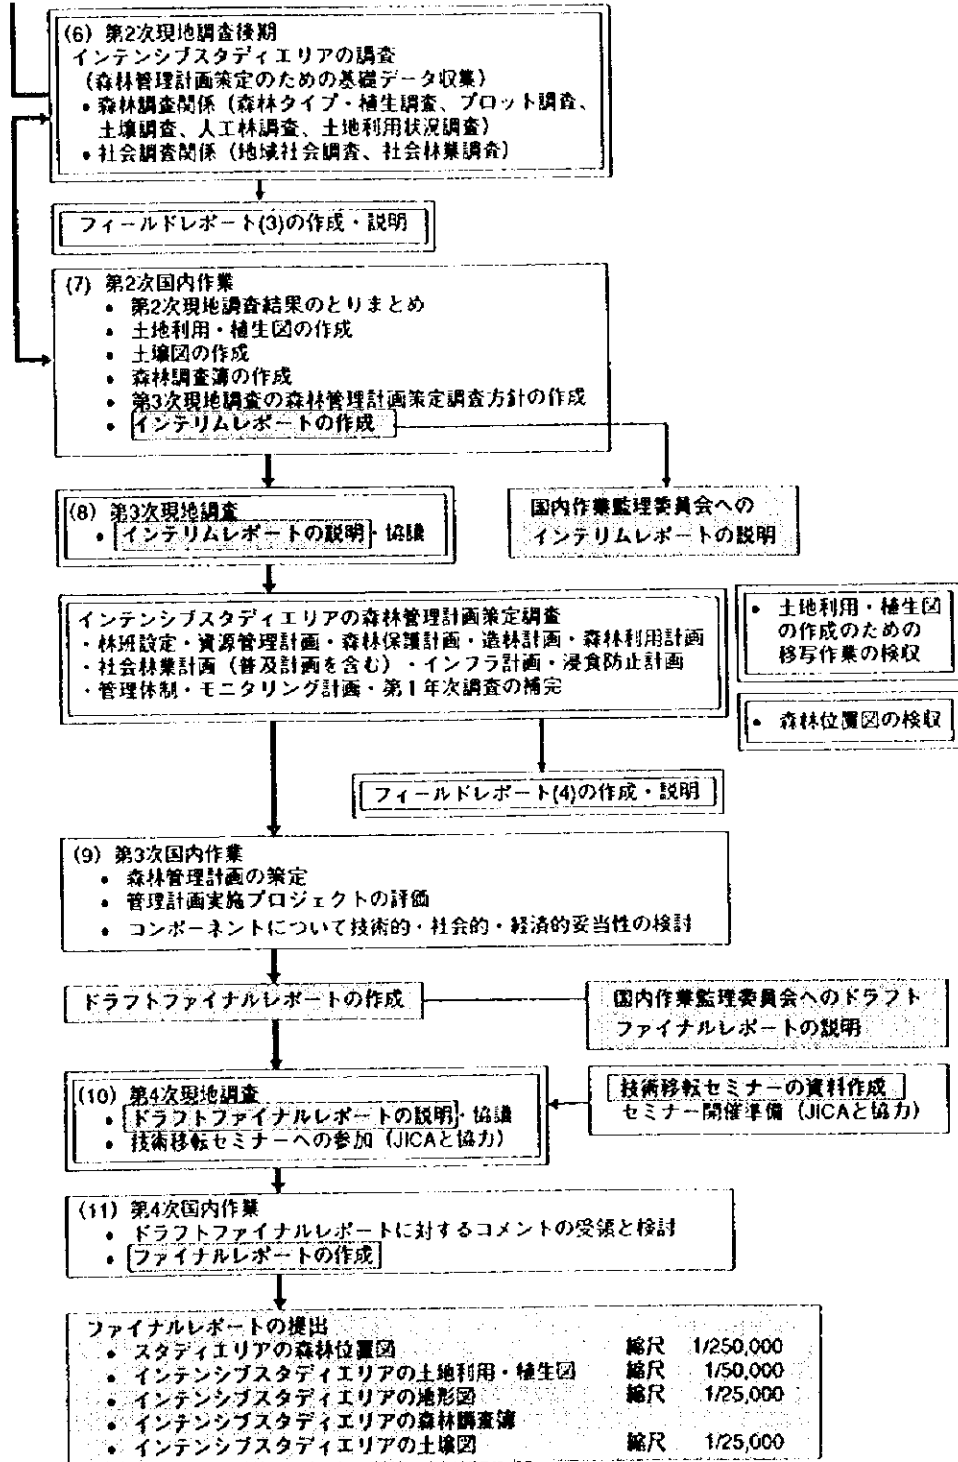 (6) 第2次現地調査後期
インテンシブスタディエリアの調査
(森林管理計画策定のための基礎データ収集)
• 森林調査関係 (森林タイプ・植生調査、プロット調査、
土壌調査、人工林調査、土地利用状況調査)
• 社会調査関係 (地域社会調査、社会林業調査)
フィールドレポート(3)の作成・説明
(7) 第2次国内作業
• 第2次現地調査結果のとりまとめ
• 土地利用・植生図の作成
• 土壌図の作成
• 森林調査簿の作成
• 第3次現地調査の森林管理計画策定調査方針の作成
• インテリムレポートの作成
(8) 第3次現地調査
• インテリムレポートの説明・協議
国内作業監理委員会への
インテリムレポートの説明
インテンシブスタディエリアの森林管理計画策定調査
・林班設定・資源管理計画・森林保護計画・造林計画・森林利用計画
・社会林業計画 (普及計画を含む)・インフラ計画・浸食防止計画
・管理体制・モニタリング計画・第1年次調査の補完
• 土地利用・植生図
の作成のための
移写作業の検収
• 森林位置図の検収
フィールドレポート(4)の作成・説明
(9) 第3次国内作業
• 森林管理計画の策定
• 管理計画実施プロジェクトの評価
• コンポーネントについて技術的・社会的・経済的妥当性の検討
ドラフトファイナルレポートの作成
国内作業監理委員会へのドラフト
ファイナルレポートの説明
(10) 第4次現地調査
• ドラフトファイナルレポートの説明・協議
• 技術移転セミナーへの参加 (JICAと協力)
技術移転セミナーの資料作成
セミナー開催準備 (JICAと協力)
(11) 第4次国内作業
• ドラフトファイナルレポートに対するコメントの受領と検討
• ファイナルレポートの作成
ファイナルレポートの提出
• スタディエリアの森林位置図 縮尺 1/250,000
• インテンシブスタディエリアの土地利用・植生図 縮尺 1/50,000
• インテンシブスタディエリアの地形図 縮尺 1/25,000
• インテンシブスタディエリアの森林調査簿
• インテンシブスタディエリアの土壌図 縮尺 1/25,000